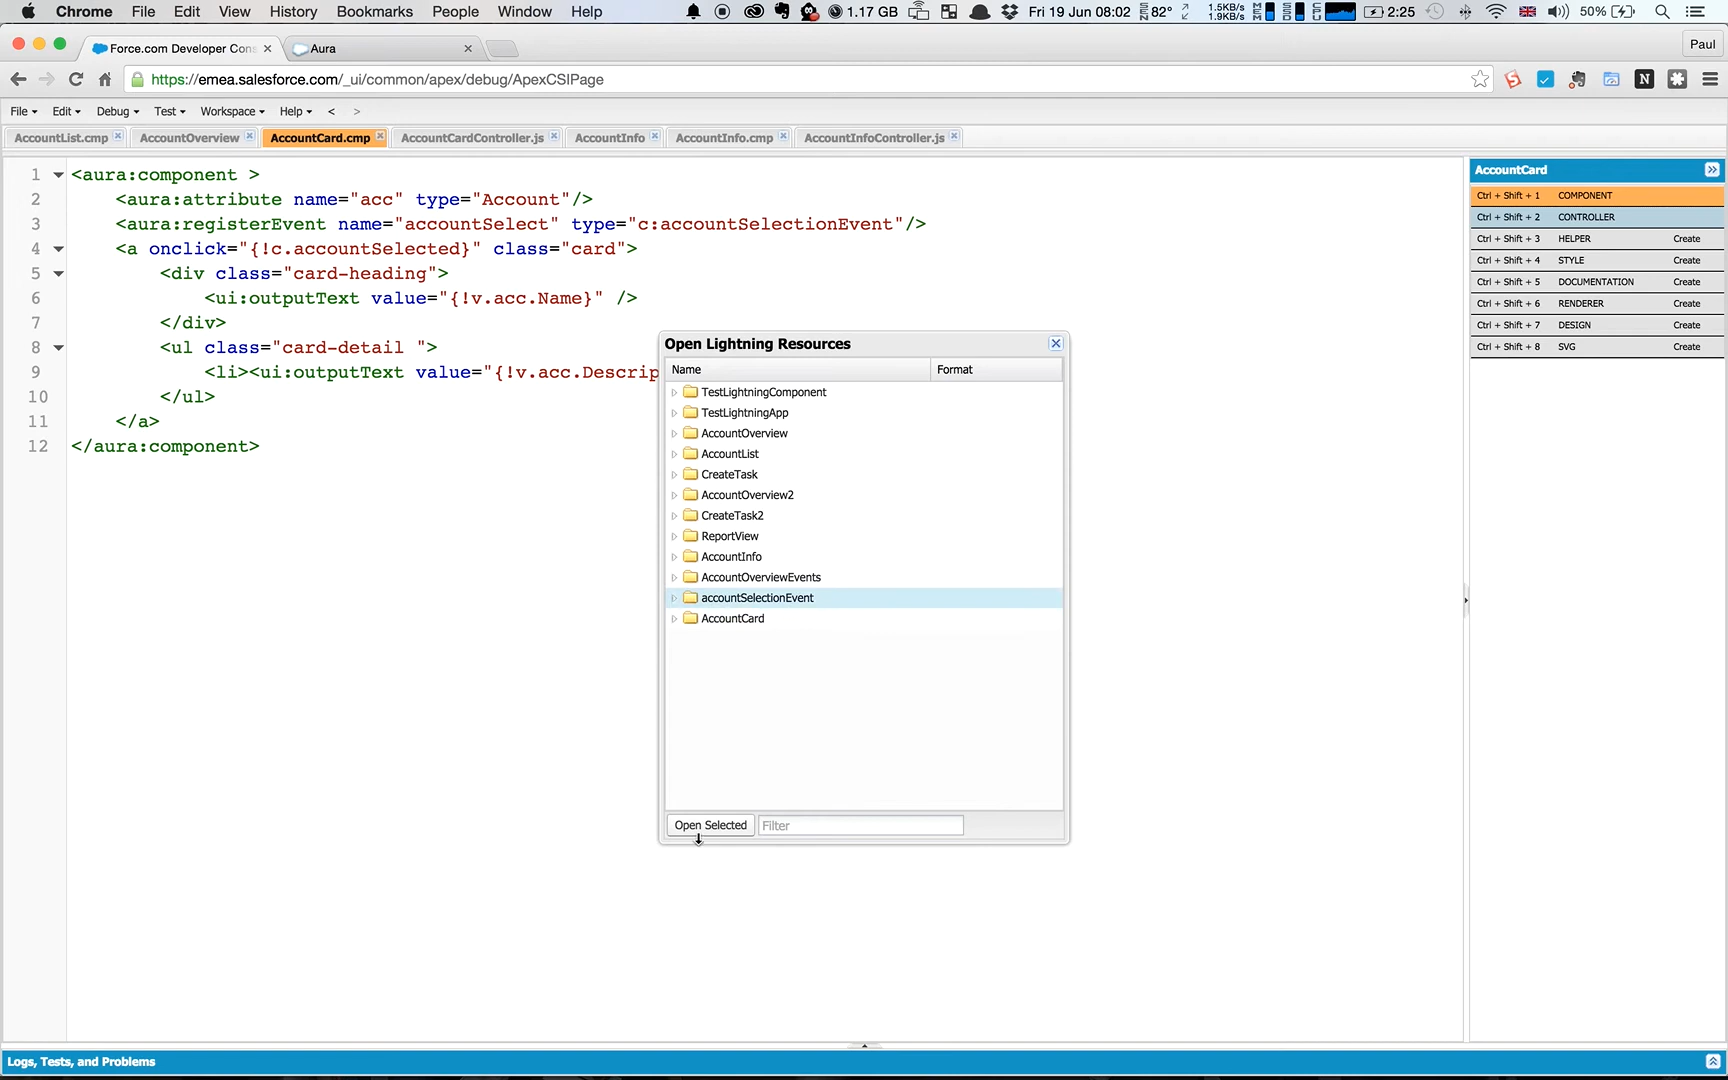 Chrome File Edit View History Bookmarks People Window Help 1.17 GB Fri 19 Jun 08:02 82° 1.5KB/s 1.9KB/s 2:25 50%
Force.com Developer Con
Aura
Paul
https://emea.salesforce.com/_ui/common/apex/debug/ApexCSIPage
File Edit Debug Test Workspace Help < >
AccountList.cmp AccountOverview AccountCard.cmp AccountCardController.js AccountInfo AccountInfo.cmp AccountInfoController.js
1 <aura:component >
2 <aura:attribute name="acc" type="Account"/>
3 <aura:registerEvent name="accountSelect" type="c:accountSelectionEvent"/>
4 <a onclick="{!c.accountSelected}" class="card">
5 <div class="card-heading">
6 <ui:outputText value="{!v.acc.Name}" />
7 </div>
8 <ul class="card-detail ">
9 <li><ui:outputText value="{!v.acc.Descrip
10 </ul>
11 </a>
12 </aura:component>
Open Lightning Resources
Name Format
TestLightningComponent
TestLightningApp
AccountOverview
AccountList
CreateTask
AccountOverview2
CreateTask2
ReportView
AccountInfo
AccountOverviewEvents
accountSelectionEvent
AccountCard
Open Selected Filter
AccountCard
Ctrl + Shift + 1 COMPONENT
Ctrl + Shift + 2 CONTROLLER
Ctrl + Shift + 3 HELPER Create
Ctrl + Shift + 4 STYLE Create
Ctrl + Shift + 5 DOCUMENTATION Create
Ctrl + Shift + 6 RENDERER Create
Ctrl + Shift + 7 DESIGN Create
Ctrl + Shift + 8 SVG Create
Logs, Tests, and Problems